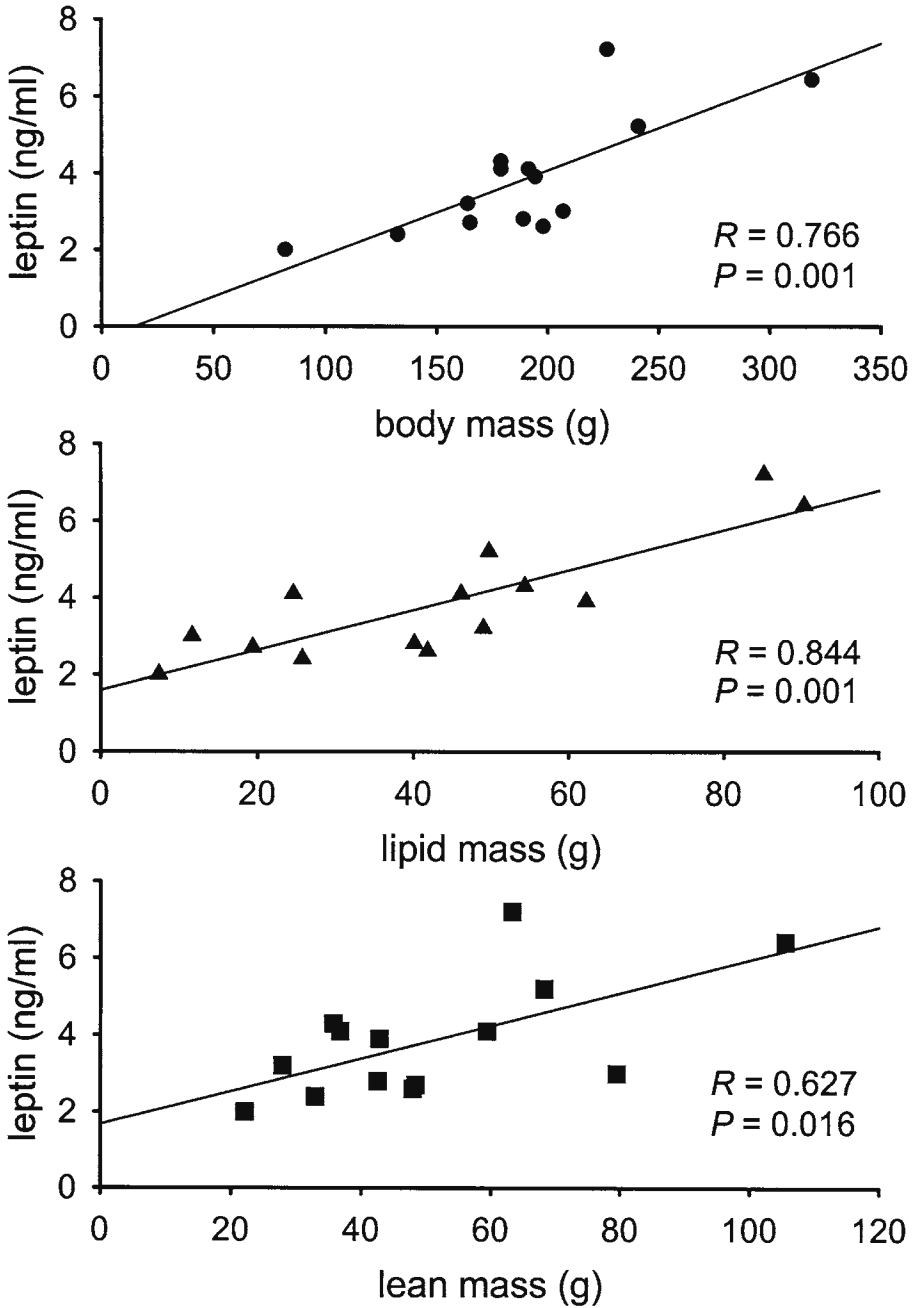 8
6
4
2
0
leptin (ng/ml)
R = 0.766
P = 0.001
0 50 100 150 200 250 300 350
body mass (g)
8
6
4
2
0
leptin (ng/ml)
R = 0.844
P = 0.001
0 20 40 60 80 100
lipid mass (g)
8
6
4
2
0
leptin (ng/ml)
R = 0.627
P = 0.016
0 20 40 60 80 100 120
lean mass (g)